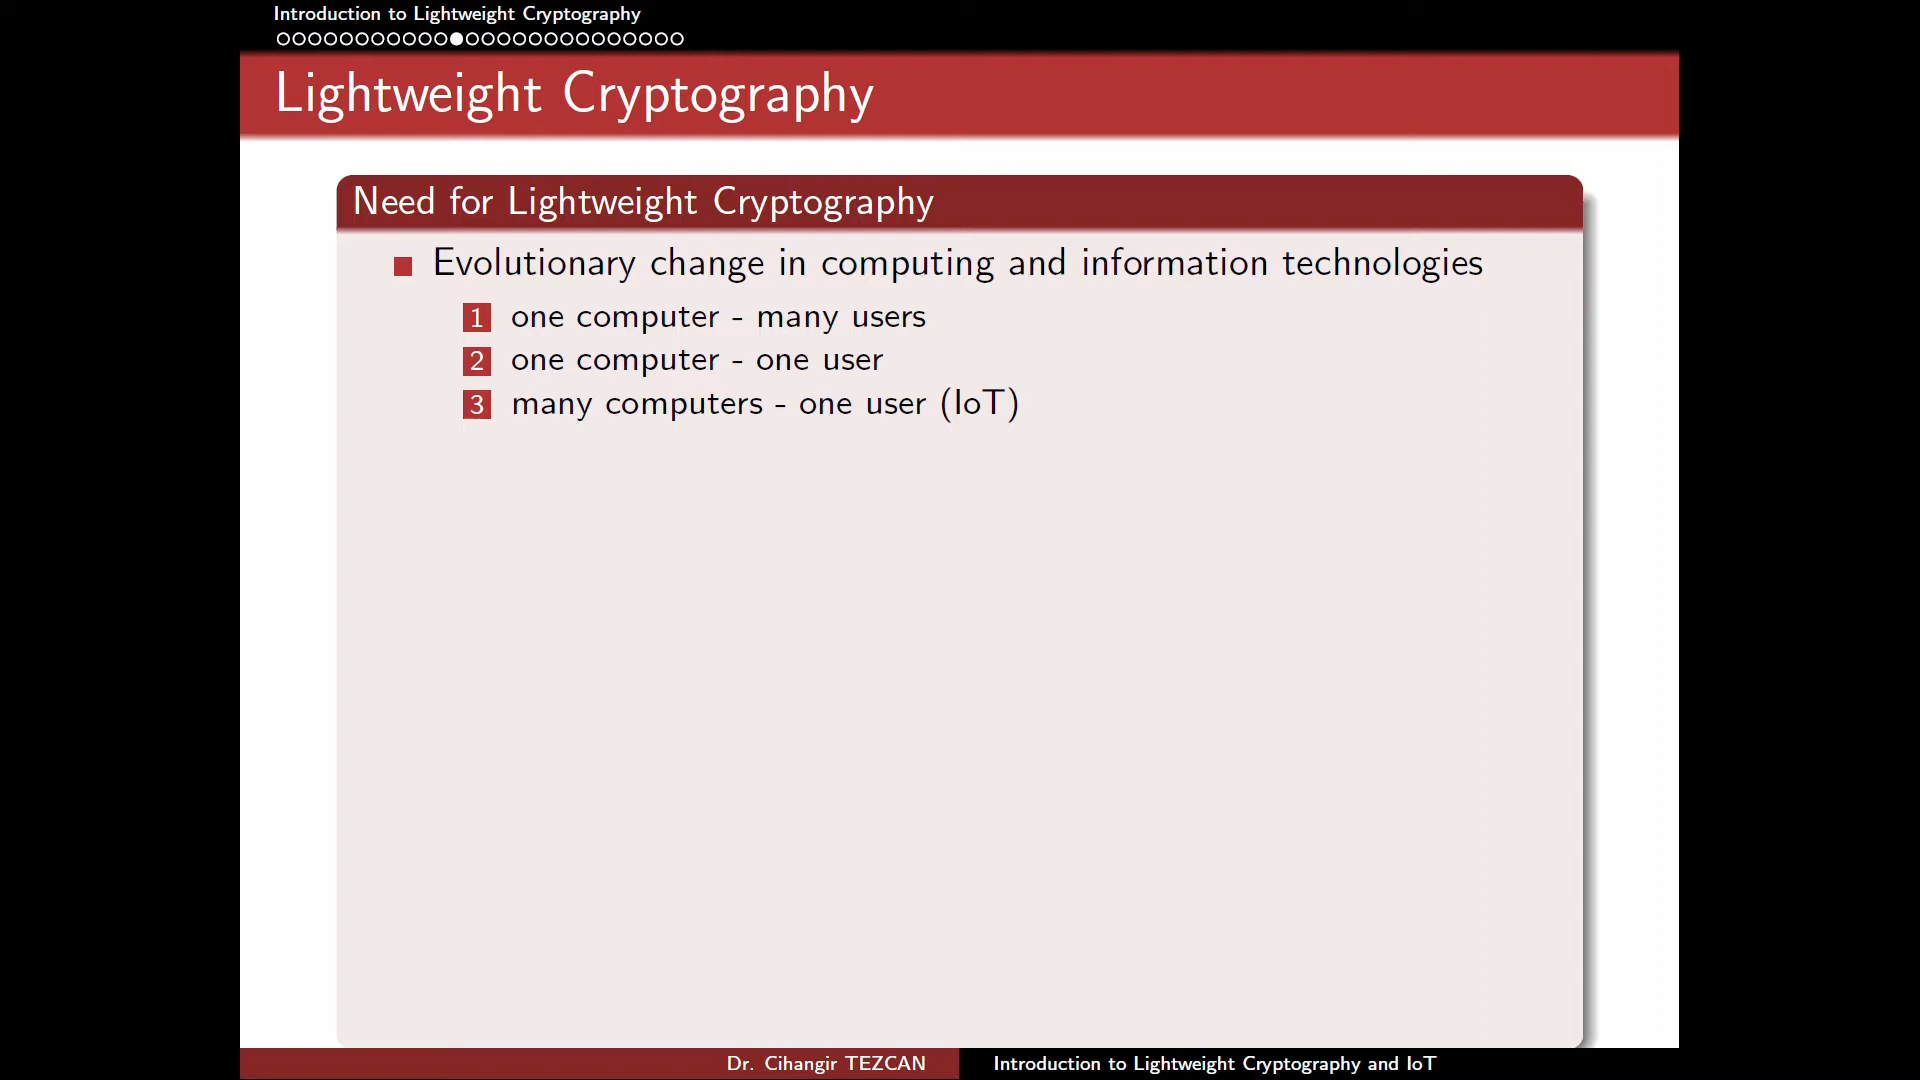 Introduction to Lightweight Cryptography
Lightweight Cryptography
Need for Lightweight Cryptography
Evolutionary change in computing and information technologies
1 one computer - many users
2 one computer - one user
3 many computers - one user (IoT)
Dr. Cihangir TEZCAN
Introduction to Lightweight Cryptography and IoT